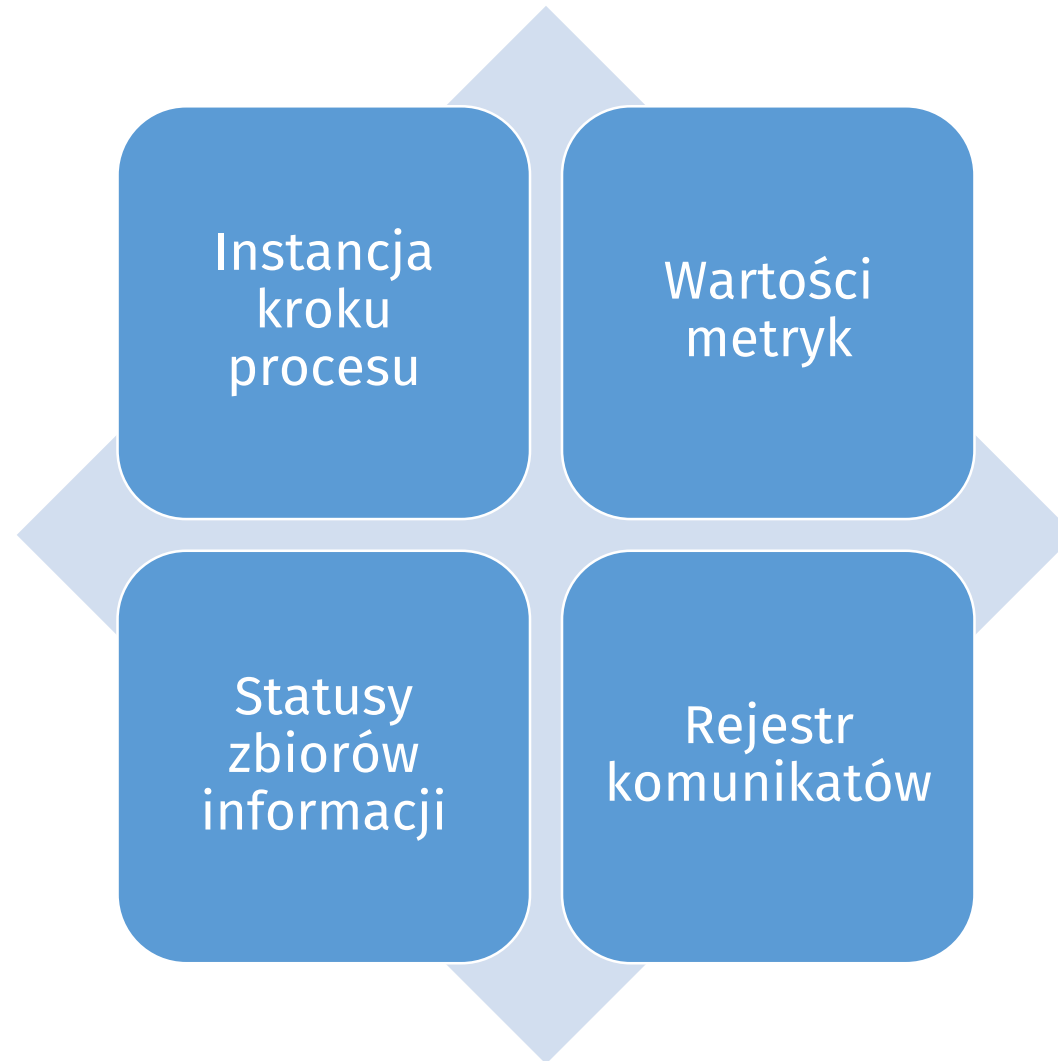 Instancja
kroku
procesu
Wartości
metryk
Statusy
zbiorów
informacji
Rejestr
komunikatów